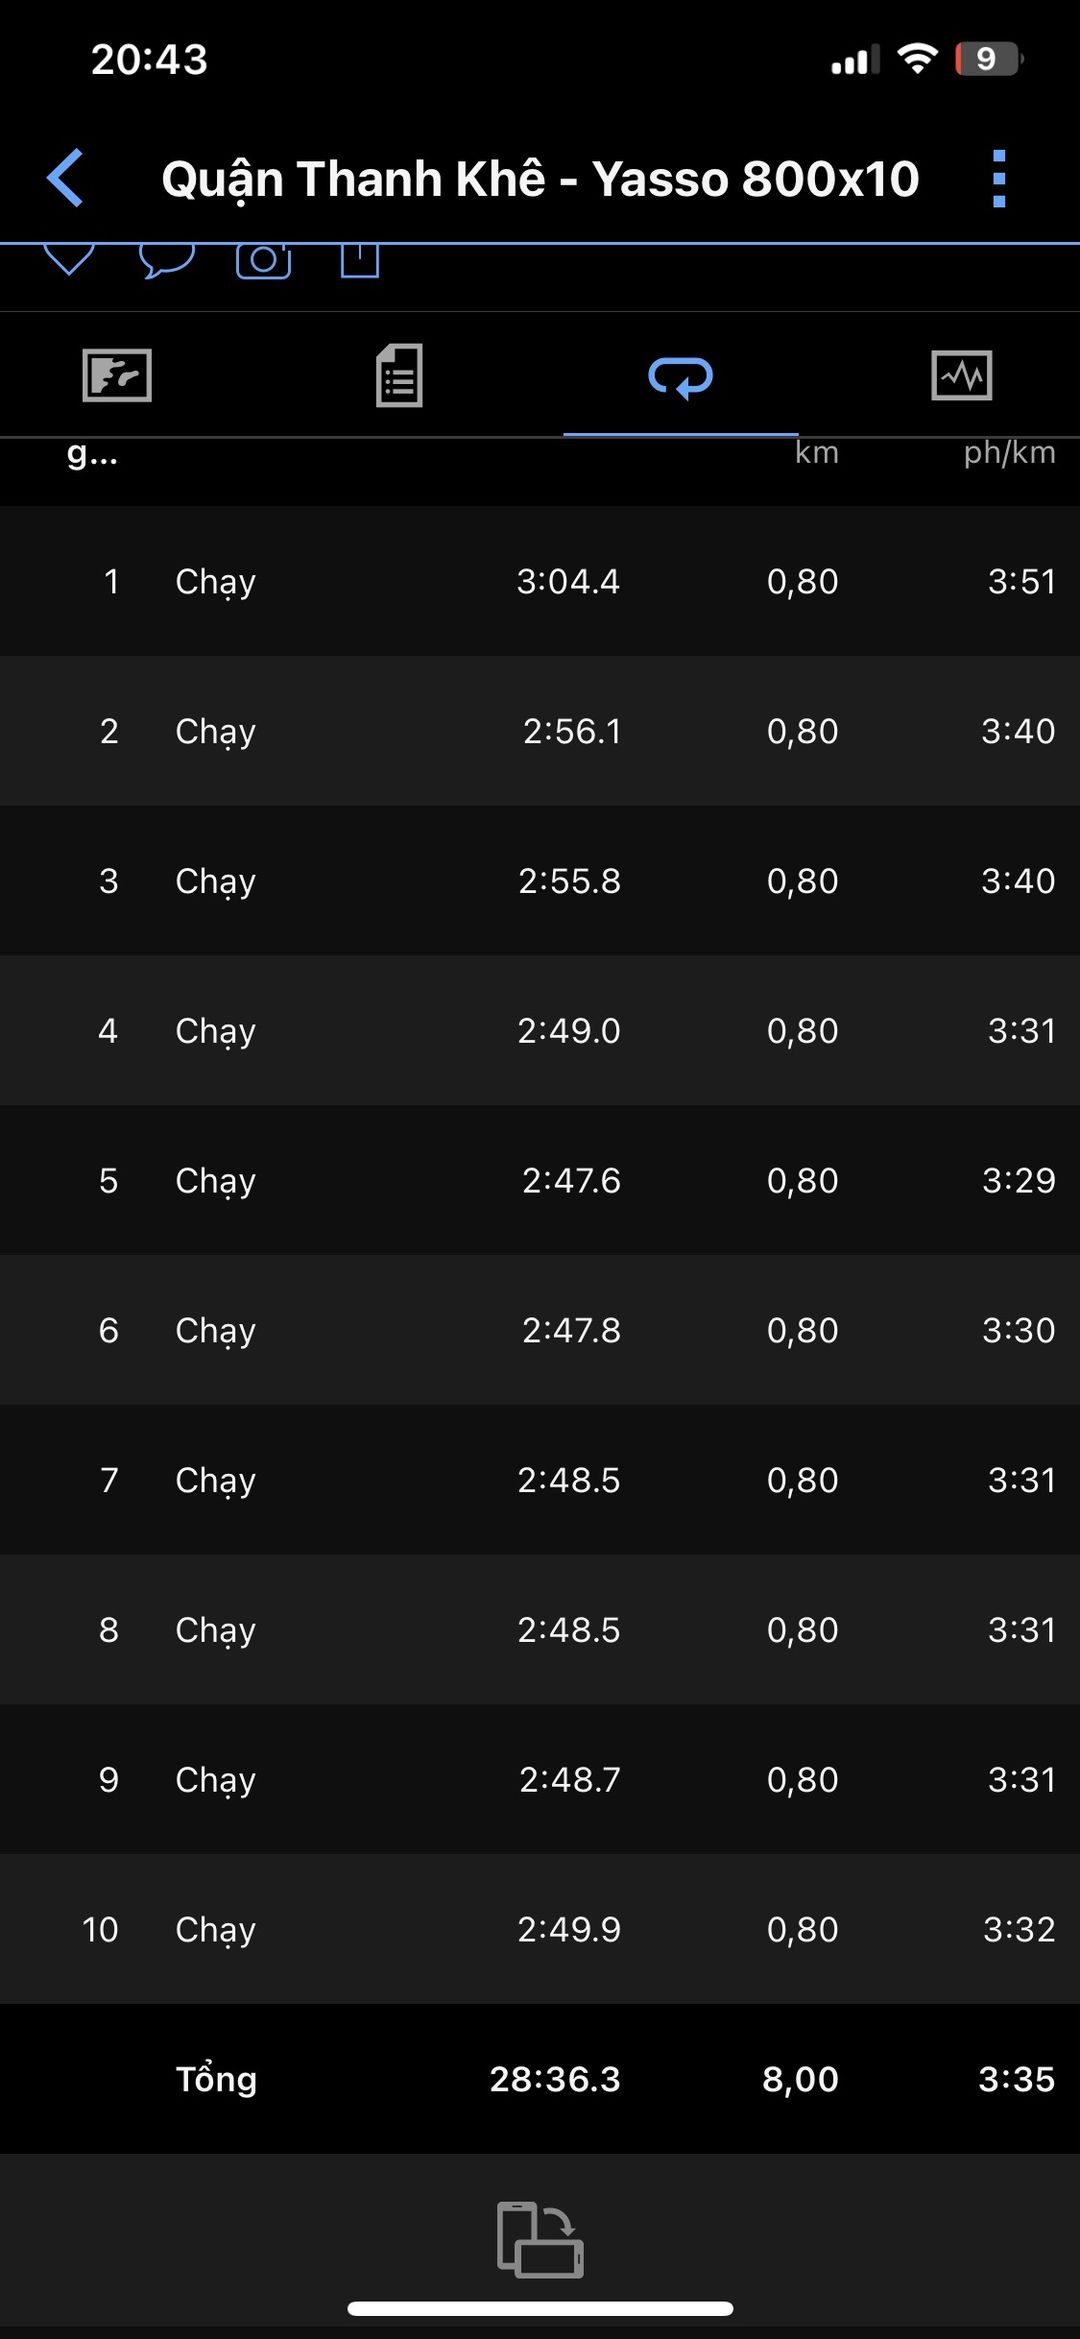 20:43
9
Quận Thanh Khê - Yasso 800x10
g... km ph/km
1 Chạy 3:04.4 0,80 3:51
2 Chạy 2:56.1 0,80 3:40
3 Chạy 2:55.8 0,80 3:40
4 Chạy 2:49.0 0,80 3:31
5 Chạy 2:47.6 0,80 3:29
6 Chạy 2:47.8 0,80 3:30
7 Chạy 2:48.5 0,80 3:31
8 Chạy 2:48.5 0,80 3:31
9 Chạy 2:48.7 0,80 3:31
10 Chạy 2:49.9 0,80 3:32
Tổng 28:36.3 8,00 3:35